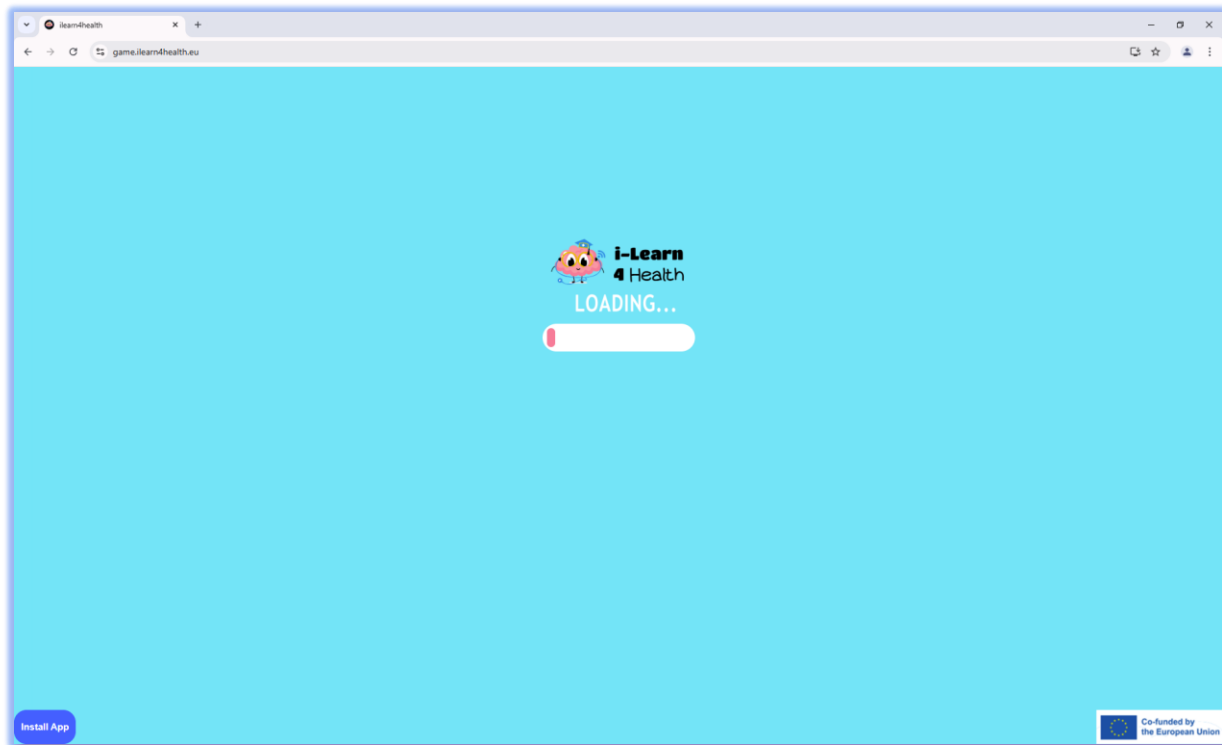 ilearn4health
game.ilearn4health.eu
i-Learn
4 Health
LOADING...
Install App
Co-funded by
the European Union